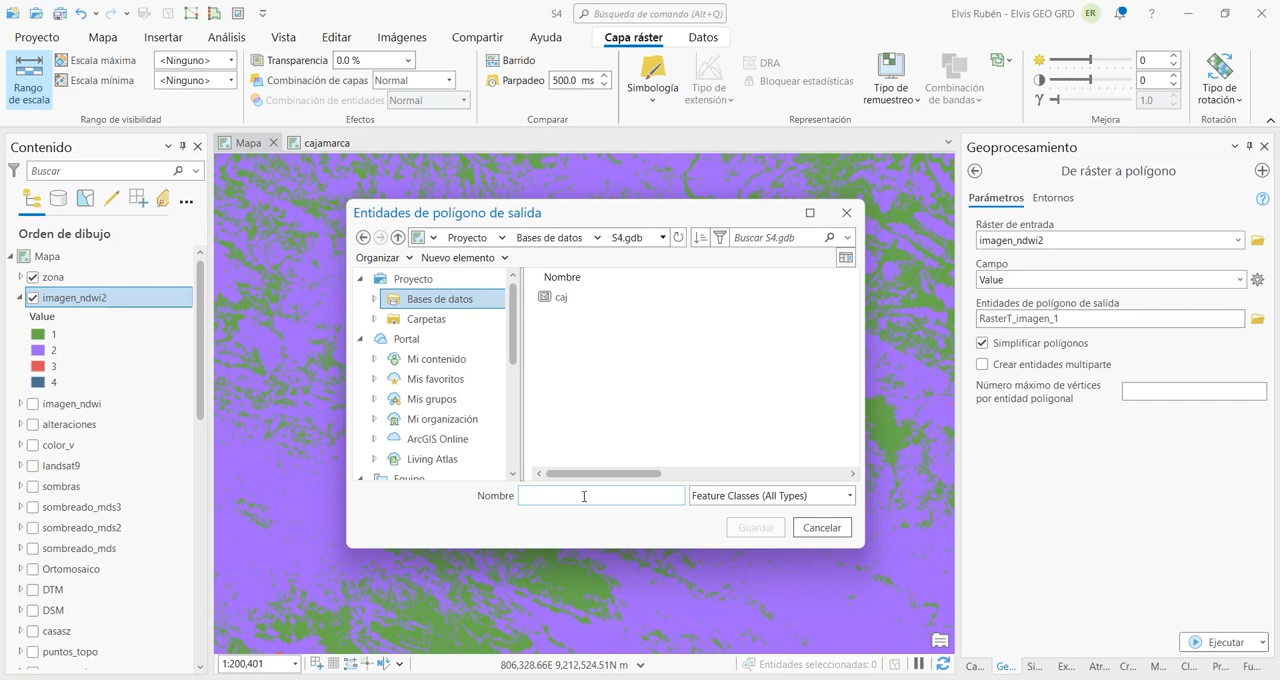 S4
Búsqueda de comando (Alt+Q)
Elvis Rubén - Elvis GEO GRD
ER
?
Proyecto
Mapa
Insertar
Análisis
Vista
Editar
Imágenes
Compartir
Ayuda
Capa ráster
Datos
Rango de escala
Escala máxima
<Ninguno>
Escala mínima
<Ninguno>
Rango de visibilidad
Transparencia
0.0 %
Combinación de capas
Normal
Combinación de entidades
Normal
Efectos
Barrido
Parpadeo
500.0 ms
Comparar
Simbología
Tipo de extensión
DRA
Bloquear estadísticas
Tipo de remuestreo
Combinación de bandas
Representación
0
0
1.0
Mejora
Tipo de rotación
Rotación
Contenido
Buscar
Orden de dibujo
Mapa
zona
imagen_ndwi2
Value
1
2
3
4
imagen_ndwi
alteraciones
color_v
landsat9
sombras
sombreado_mds3
sombreado_mds2
sombreado_mds
Ortomosaico
DTM
DSM
casasz
puntos_topo
Mapa
cajamarca
Entidades de polígono de salida
Proyecto
Bases de datos
S4.gdb
Buscar S4.gdb
Organizar
Nuevo elemento
Proyecto
Bases de datos
Carpetas
Portal
Mi contenido
Mis favoritos
Mis grupos
Mi organización
ArcGIS Online
Living Atlas
Equipo
Nombre
caj
Nombre
Feature Classes (All Types)
Guardar
Cancelar
1:200,401
806,328.66E 9,212,524.51N m
Entidades seleccionadas: 0
Geoprocesamiento
De ráster a polígono
Parámetros
Entornos
?
Ráster de entrada
imagen_ndwi2
Campo
Value
Entidades de polígono de salida
RasterT_imagen_1
Simplificar polígonos
Crear entidades multiparte
Número máximo de vértices
por entidad poligonal
Ejecutar
Ca...
Ge...
Si...
Ex...
Atr...
Cr...
M...
Cl...
Pr...
Fu...